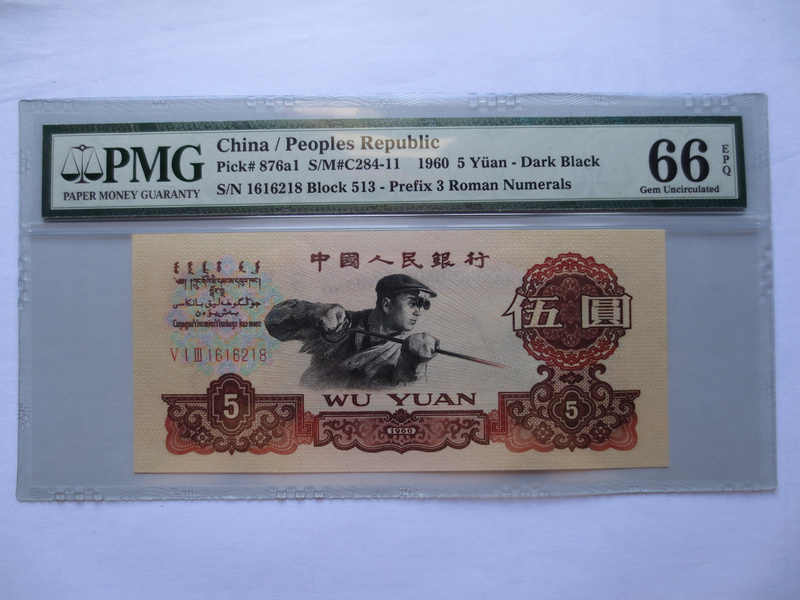 PMG
PAPER MONEY GUARANTY
China / Peoples Republic
Pick# 876a1 S/M#C284-11 1960 5 Yüan - Dark Black
S/N 1616218 Block 513 - Prefix 3 Roman Numerals
66 EPQ
Gem Uncirculated
中國人民銀行
伍圓
V I III 1616218
WU YUAN
5
1960
5